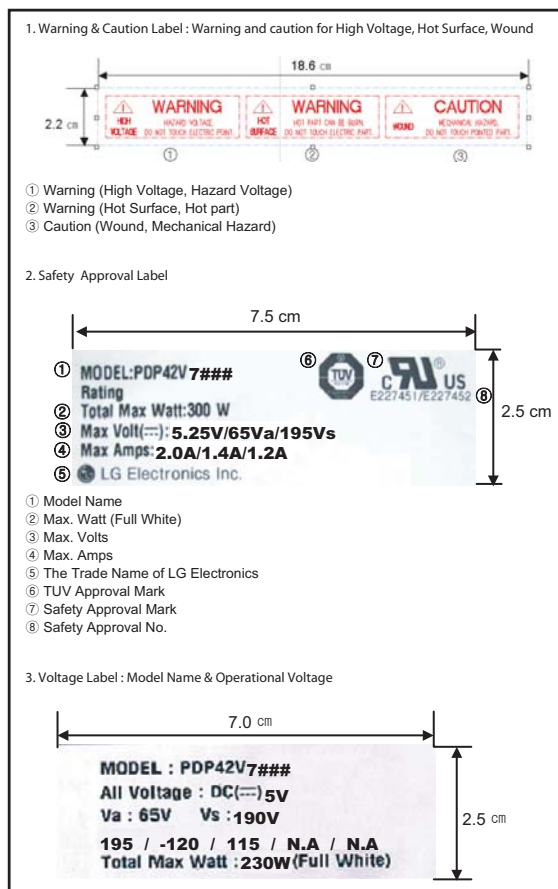 1. Warning & Caution Label : Warning and caution for High Voltage, Hot Surface, Wound
18.6 cm
2.2 cm
HIGH VOLTAGE
WARNING
HAZARD VOLTAGE.
DO NOT TOUCH ELECTRIC POINT.
HOT SURFACE
WARNING
HOT PART CAN BE BURN.
DO NOT TOUCH ELECTRIC PART.
WOUND
CAUTION
MECHANICAL HAZARD.
DO NOT TOUCH POINTED PART.
① ② ③
① Warning (High Voltage, Hazard Voltage)
② Warning (Hot Surface, Hot part)
③ Caution (Wound, Mechanical Hazard)
2. Safety Approval Label
7.5 cm
① MODEL:PDP42V7###
Rating
② Total Max Watt:300 W
③ Max Volt(⎓): 5.25V/65Va/195Vs
④ Max Amps: 2.0A/1.4A/1.2A
⑤ LG Electronics Inc.
⑥ TUV ⑦ C RU ® US
E227451/E227452 ⑧
2.5 cm
① Model Name
② Max. Watt (Full White)
③ Max. Volts
④ Max. Amps
⑤ The Trade Name of LG Electronics
⑥ TUV Approval Mark
⑦ Safety Approval Mark
⑧ Safety Approval No.
3. Voltage Label : Model Name & Operational Voltage
7.0 cm
MODEL : PDP42V7###
All Voltage : DC(⎓) 5V
Va : 65V Vs : 190V
195 / -120 / 115 / N.A / N.A
Total Max Watt : 230W (Full White)
2.5 cm